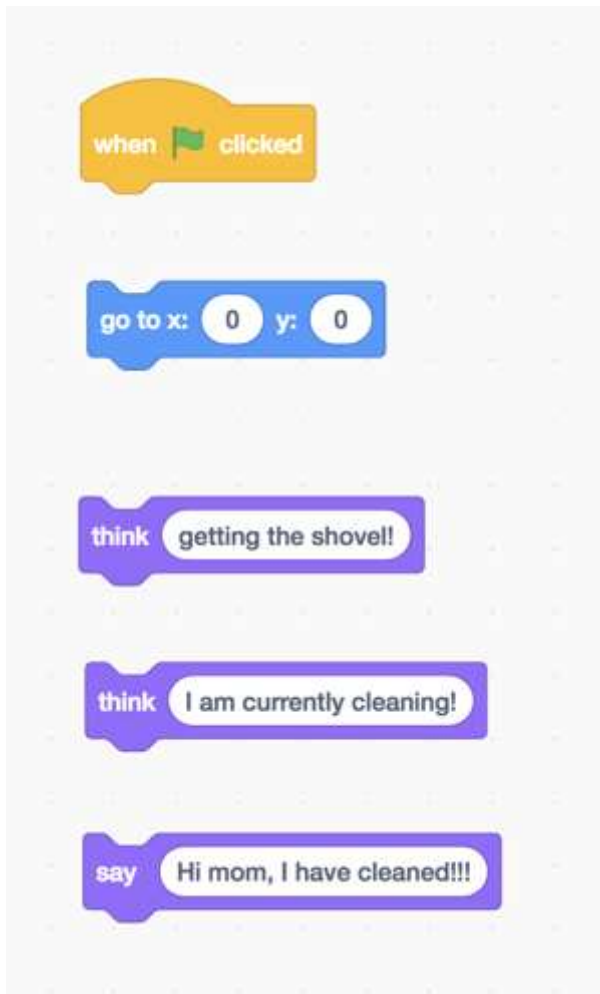 when clicked
go to x: 0 y: 0
think getting the shovel!
think I am currently cleaning!
say Hi mom, I have cleaned!!!